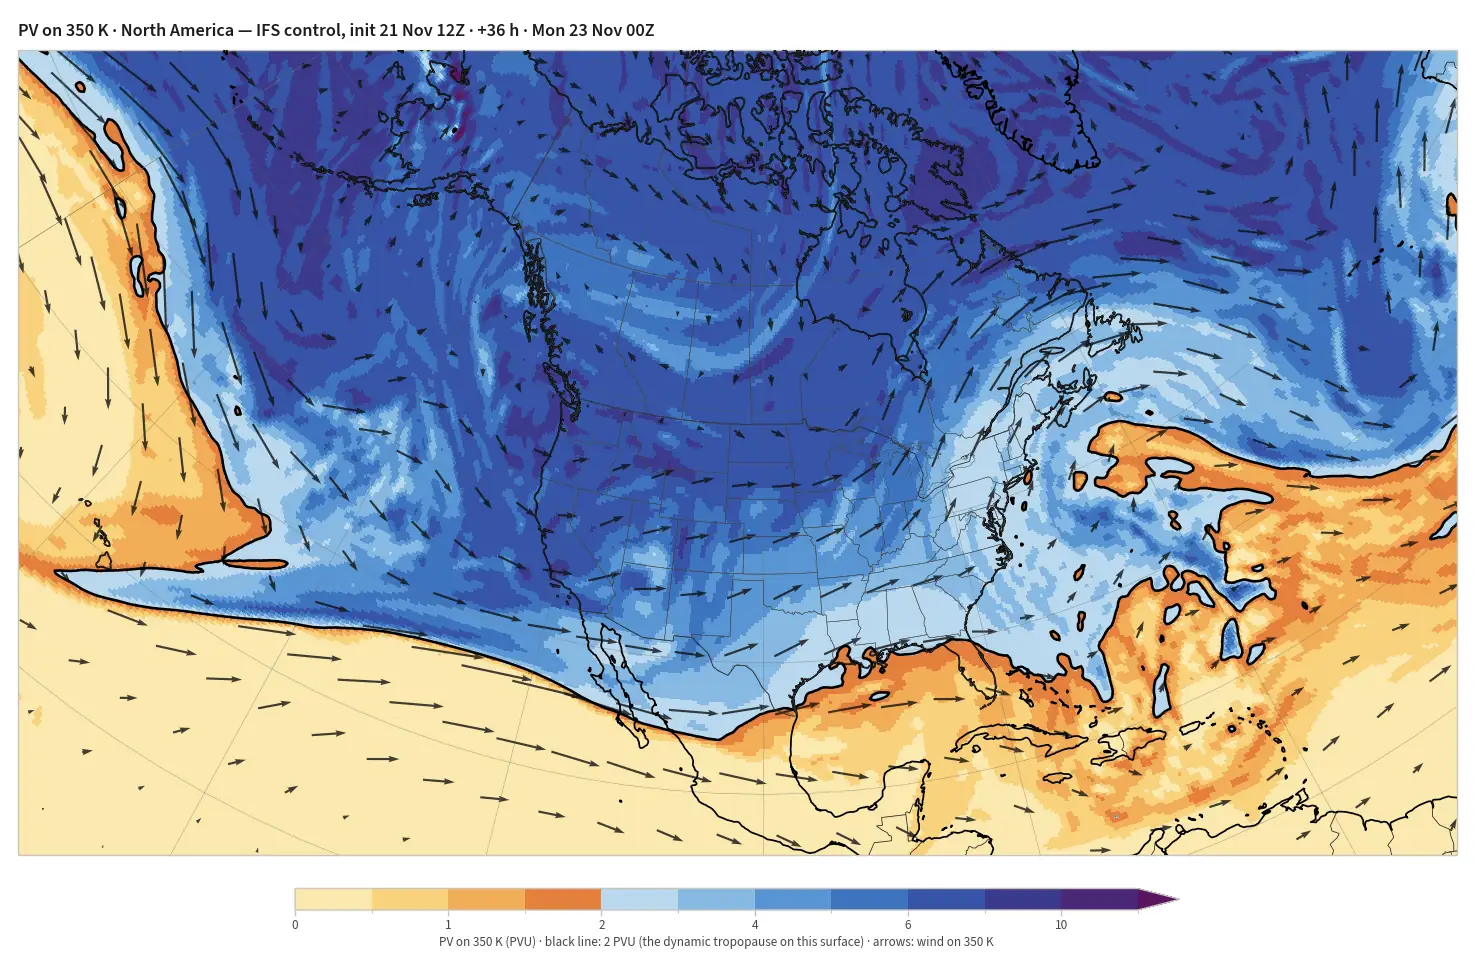 PV on 350 K · North America — IFS control, init 21 Nov 12Z · +36 h · Mon 23 Nov 00Z
0 1 2 4 6 10
PV on 350 K (PVU) · black line: 2 PVU (the dynamic tropopause on this surface) · arrows: wind on 350 K